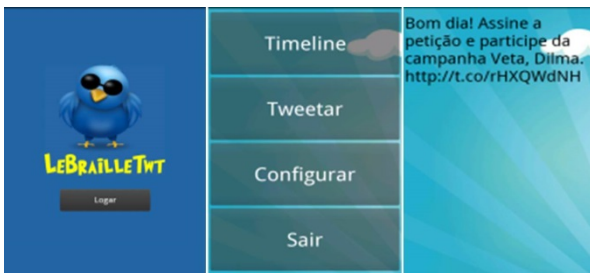 LEBRAILLETWT
Logar
Timeline
Tweetar
Configurar
Sair
Bom dia! Assine a
petição e participe da
campanha Veta, Dilma.
http://t.co/rHXQWdNH